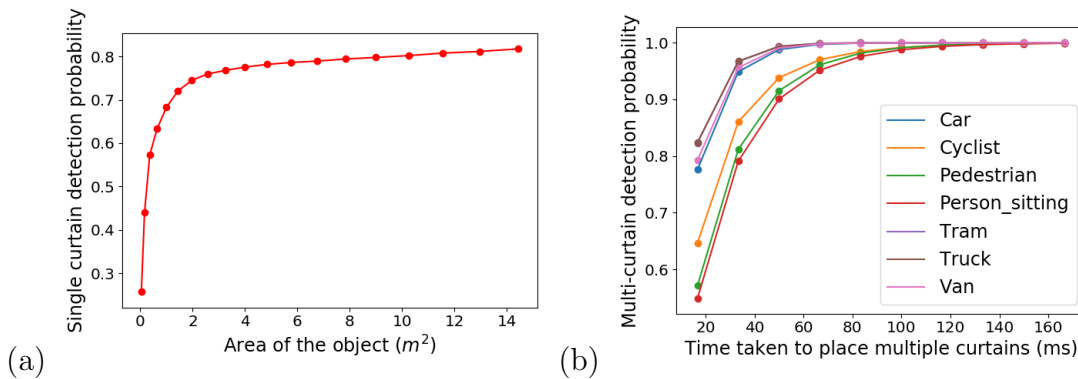 (a)
Single curtain detection probability
0.8
0.7
0.6
0.5
0.4
0.3
0 2 4 6 8 10 12 14
Area of the object (m²)
(b)
Multi-curtain detection probability
1.0
0.9
0.8
0.7
0.6
20 40 60 80 100 120 140 160
Time taken to place multiple curtains (ms)
Car
Cyclist
Pedestrian
Person_sitting
Tram
Truck
Van